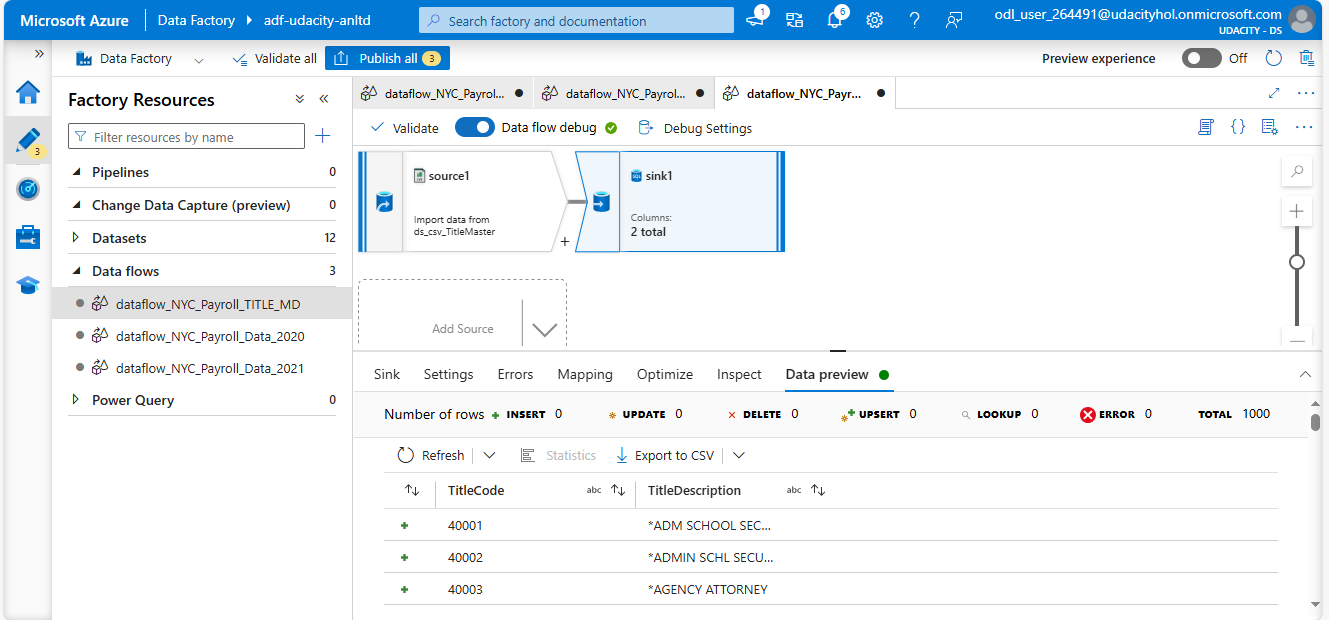 Microsoft Azure Data Factory adf-udacity-anltd Search factory and documentation 1 6 odl_user_264491@udacityhol.onmicrosoft.com
UDACITY - DS
Data Factory Validate all Publish all 3 Preview experience Off
Factory Resources
Filter resources by name
3
Pipelines 0
Change Data Capture (preview) 0
Datasets 12
Data flows 3
dataflow_NYC_Payroll_TITLE_MD
dataflow_NYC_Payroll_Data_2020
dataflow_NYC_Payroll_Data_2021
Power Query 0
dataflow_NYC_Payrol... dataflow_NYC_Payrol... dataflow_NYC_Payr...
Validate Data flow debug Debug Settings
source1
Import data from
ds_csv_TitleMaster
sink1
Columns:
2 total
Add Source
Sink Settings Errors Mapping Optimize Inspect Data preview
Number of rows INSERT 0 UPDATE 0 DELETE 0 UPSERT 0 LOOKUP 0 ERROR 0 TOTAL 1000
Refresh Statistics Export to CSV
TitleCode abc TitleDescription abc
40001 *ADM SCHOOL SEC...
40002 *ADMIN SCHL SECU...
40003 *AGENCY ATTORNEY